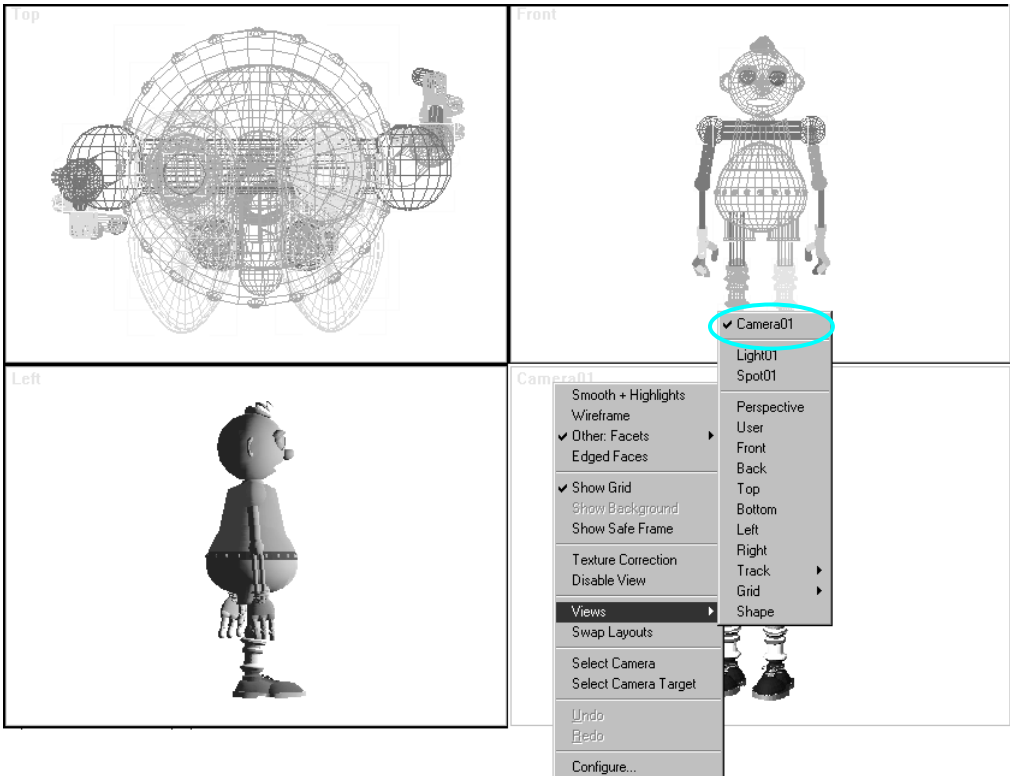 Top
Front
Left
Camera01
Smooth + Highlights
Wireframe
Other: Facets
Edged Faces
Show Grid
Show Background
Show Safe Frame
Texture Correction
Disable View
Views
Swap Layouts
Select Camera
Select Camera Target
Undo
Redo
Configure...
Camera01
Light01
Spot01
Perspective
User
Front
Back
Top
Bottom
Left
Right
Track
Grid
Shape